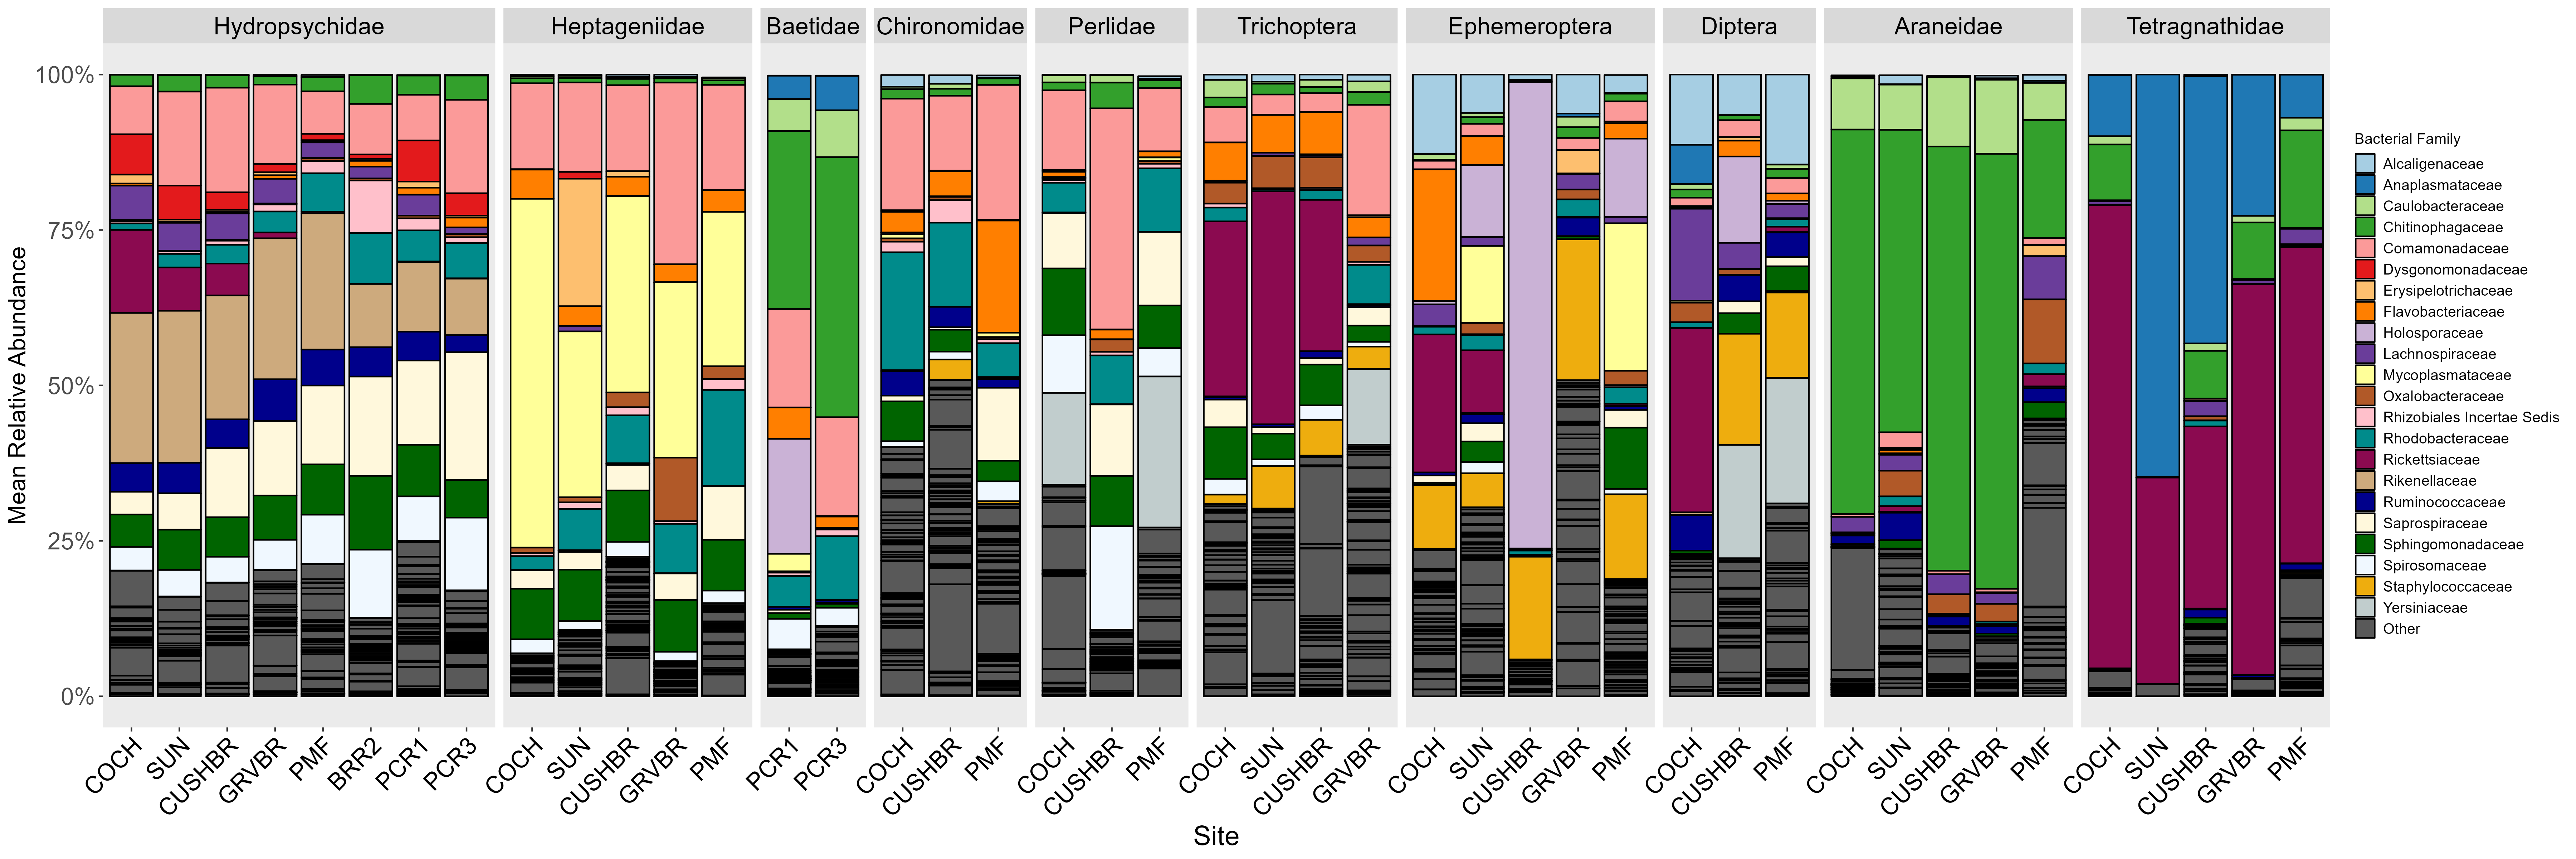 Hydropsychidae
Heptageniidae
Baetidae
Chironomidae
Perlidae
Trichoptera
Ephemeroptera
Diptera
Araneidae
Tetragnathidae
Mean Relative Abundance
100%
75%
50%
25%
0%
COCH
SUN
CUSHBR
GRVBR
PMF
BRR2
PCR1
PCR3
COCH
SUN
CUSHBR
GRVBR
PMF
PCR1
PCR3
COCH
CUSHBR
PMF
COCH
CUSHBR
PMF
COCH
SUN
CUSHBR
GRVBR
COCH
SUN
CUSHBR
GRVBR
PMF
COCH
CUSHBR
PMF
COCH
SUN
CUSHBR
GRVBR
PMF
COCH
SUN
CUSHBR
GRVBR
PMF
Site
Bacterial Family
Alcaligenaceae
Anaplasmataceae
Caulobacteraceae
Chitinophagaceae
Comamonadaceae
Dysgonomonadaceae
Erysipelotrichaceae
Flavobacteriaceae
Holosporaceae
Lachnospiraceae
Mycoplasmataceae
Oxalobacteraceae
Rhizobiales Incertae Sedis
Rhodobacteraceae
Rickettsiaceae
Rikenellaceae
Ruminococcaceae
Saprospiraceae
Sphingomonadaceae
Spirosomaceae
Staphylococcaceae
Yersiniaceae
Other